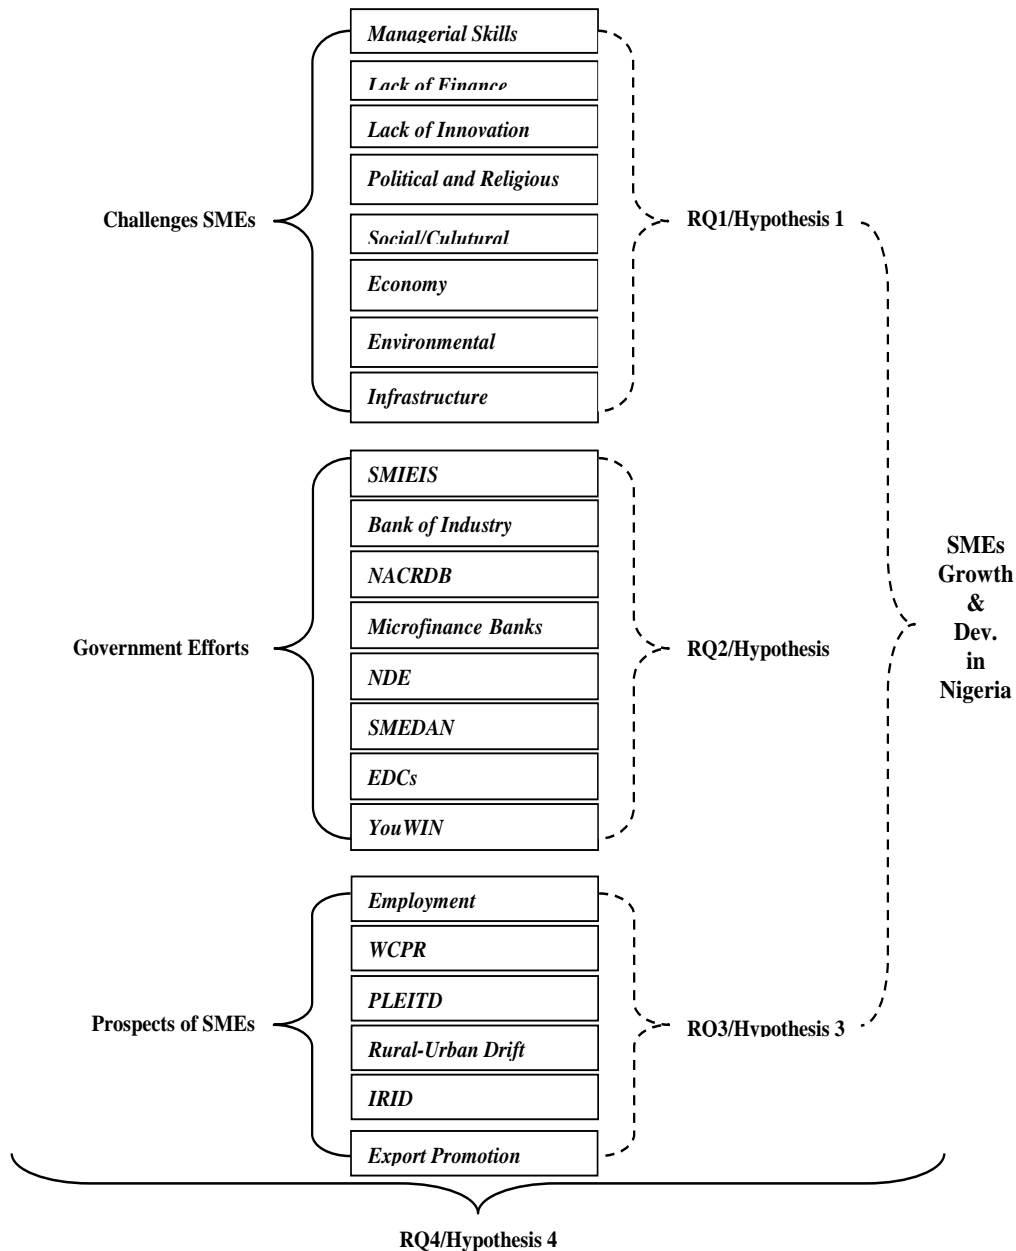 Managerial Skills
Lack of Finance
Lack of Innovation
Political and Religious
Challenges SMEs
Social/Culutural
RQ1/Hypothesis 1
Economy
Environmental
Infrastructure
SMIEIS
Bank of Industry
NACRDB
Microfinance Banks
Government Efforts
RQ2/Hypothesis
NDE
SMEDAN
EDCs
YouWIN
SMEs
Growth
&
Dev.
in
Nigeria
Employment
WCPR
PLEITD
Prospects of SMEs
RQ3/Hypothesis 3
Rural-Urban Drift
IRID
Export Promotion
RQ4/Hypothesis 4